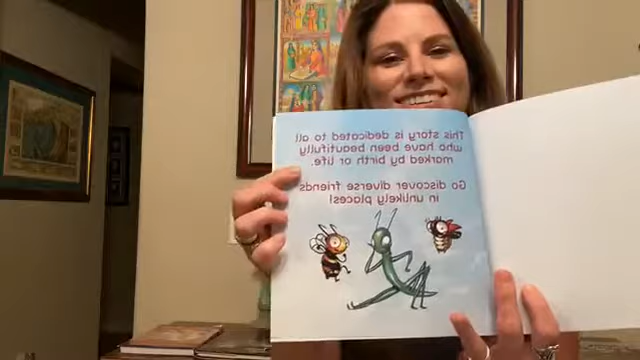 This story is dedicated to all
who have been beautifully
marked by birth or life.
Go discover diverse friends
in unlikely places!